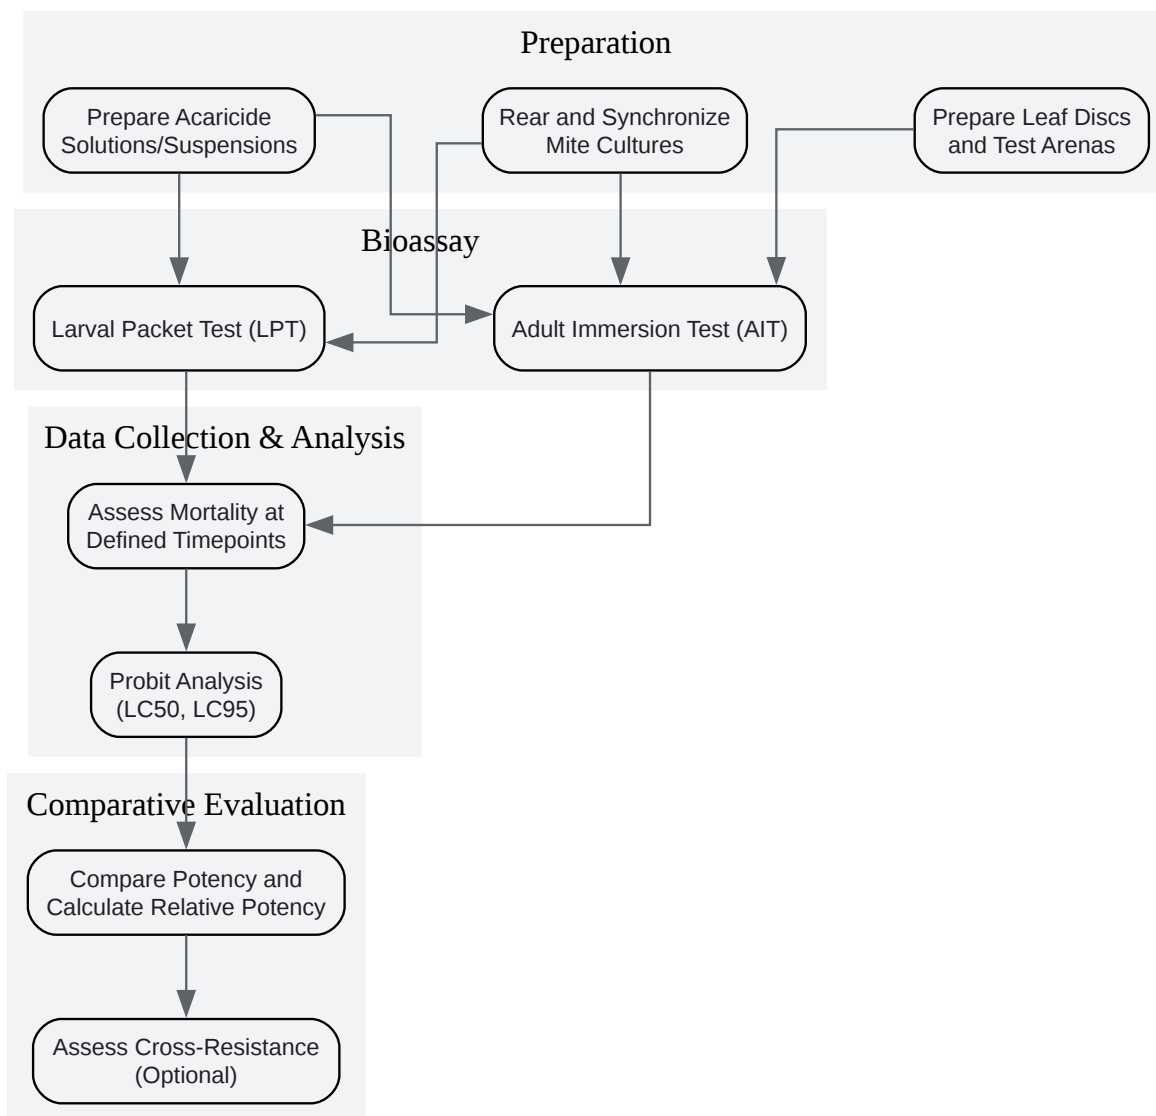 Preparation
Prepare Acaricide
Solutions/Suspensions
Rear and Synchronize
Mite Cultures
Prepare Leaf Discs
and Test Arenas
Bioassay
Larval Packet Test (LPT)
Adult Immersion Test (AIT)
Data Collection & Analysis
Assess Mortality at
Defined Timepoints
Probit Analysis
(LC50, LC95)
Comparative Evaluation
Compare Potency and
Calculate Relative Potency
Assess Cross-Resistance
(Optional)